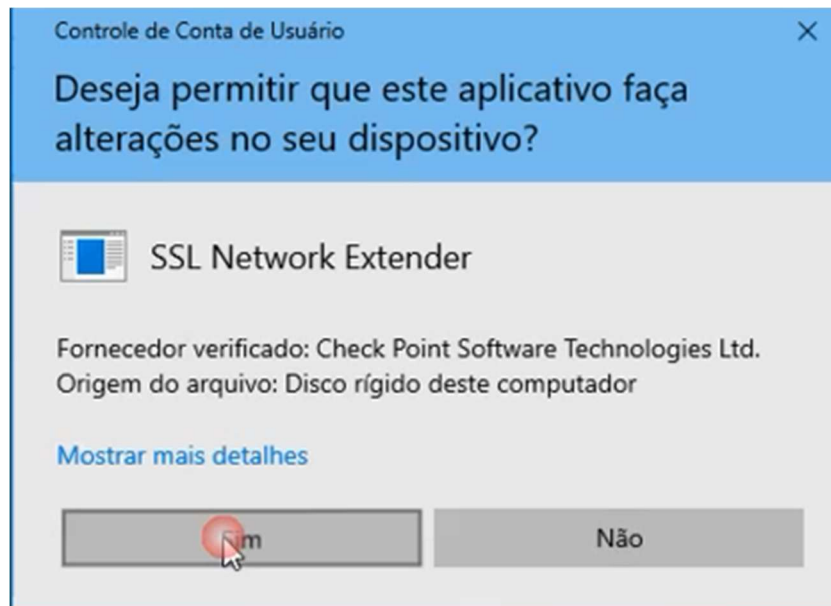 Controle de Conta de Usuário
Deseja permitir que este aplicativo faça
alterações no seu dispositivo?
SSL Network Extender
Fornecedor verificado: Check Point Software Technologies Ltd.
Origem do arquivo: Disco rígido deste computador
Mostrar mais detalhes
Sim
Não